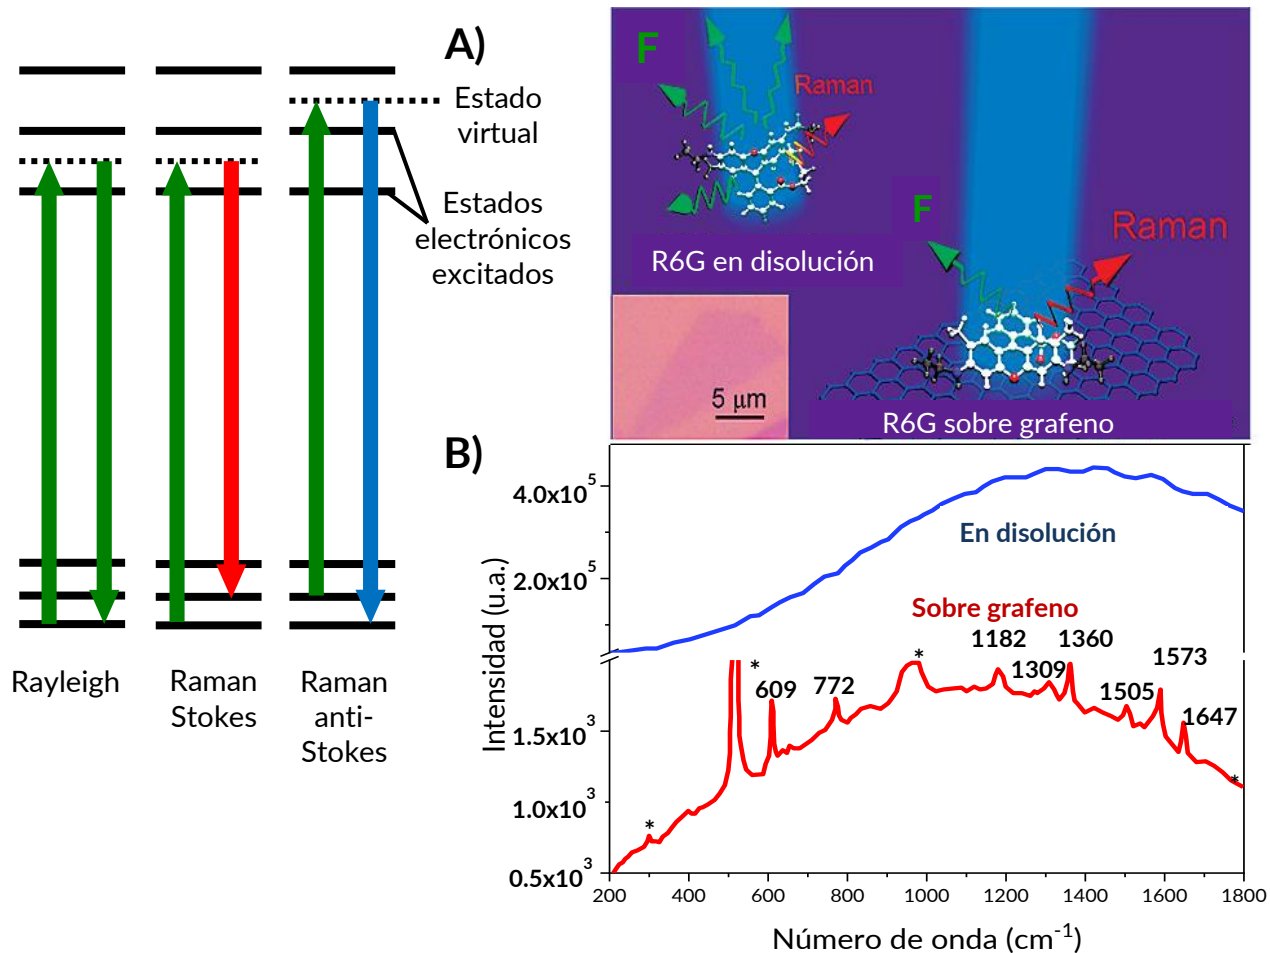 A)
Estado
virtual
Estados
electrónicos
excitados
Rayleigh
Raman
Stokes
Raman
anti-
Stokes
F
Raman
R6G en disolución
F
Raman
5 μm
R6G sobre grafeno
B)
Intensidad (u.a.)
4.0x10⁵
2.0x10⁵
1.5x10³
1.0x10³
0.5x10³
En disolución
Sobre grafeno
*
*
609
772
*
1182
1309
1360
1505
1573
1647
*
200
400
600
800
1000
1200
1400
1600
1800
Número de onda (cm⁻¹)